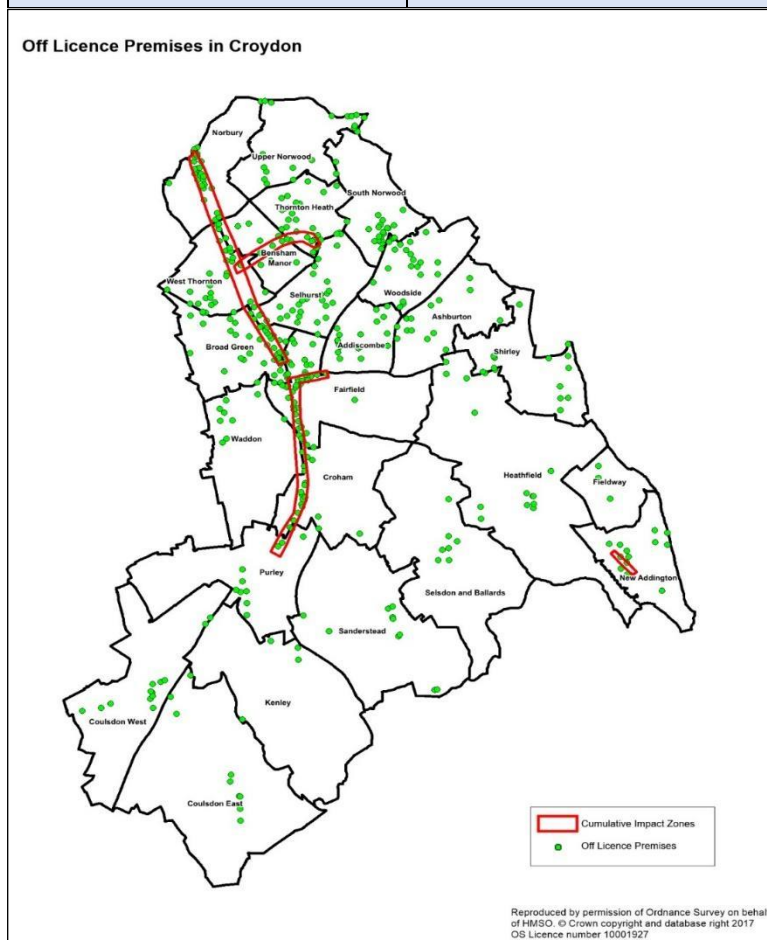 Off Licence Premises in Croydon
Norbury
Upper Norwood
South Norwood
Thornton Heath
Bensham
Manor
West Thornton
Selhurst
Woodside
Ashburton
Broad Green
Addiscombe
Shirley
Fairfield
Waddon
Croham
Heathfield
Fieldway
New Addington
Purley
Selsdon and Ballards
Sanderstead
Kenley
Coulsdon West
Coulsdon East
Cumulative Impact Zones
Off Licence Premises
Reproduced by permission of Ordnance Survey on behal
of HMSO. © Crown copyright and database right 2017
OS Licence number 10001927